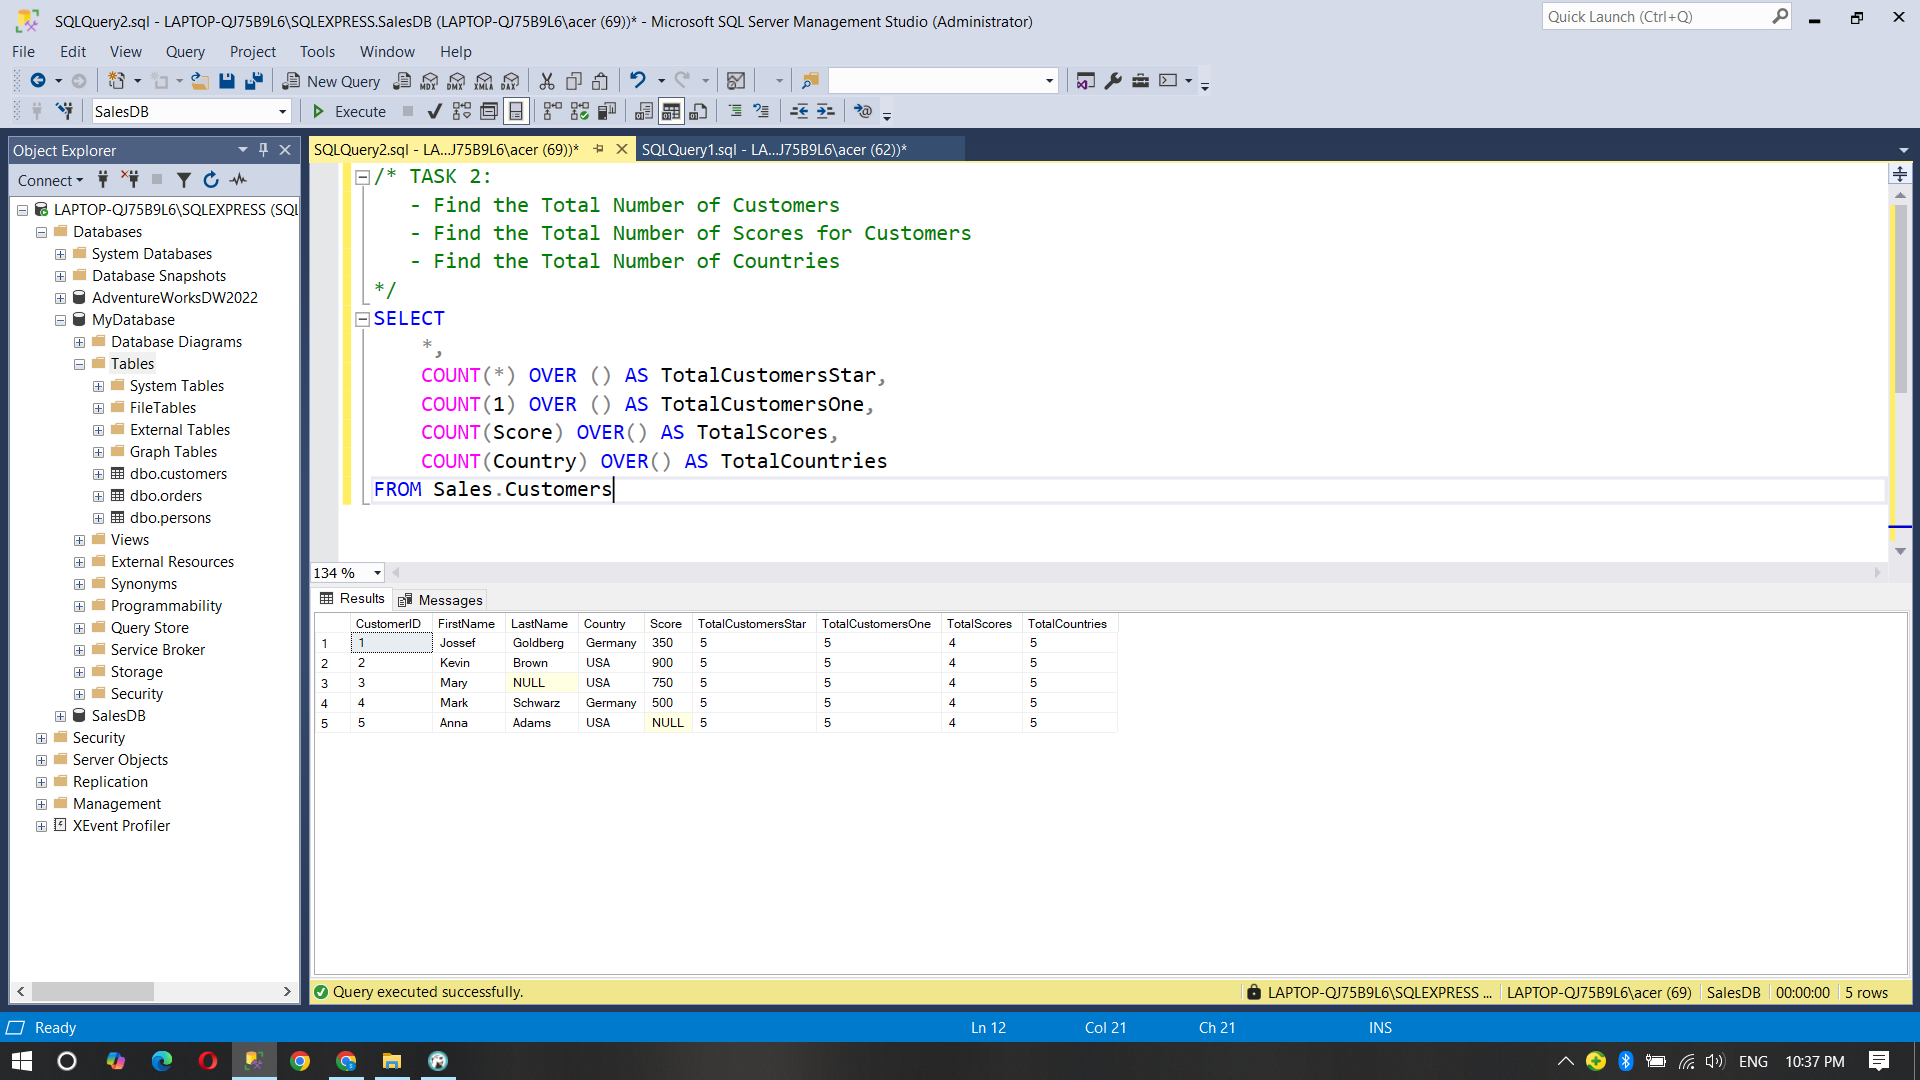 SQLQuery2.sql - LAPTOP-QJ75B9L6\SQLEXPRESS.SalesDB (LAPTOP-QJ75B9L6\acer (69))* - Microsoft SQL Server Management Studio (Administrator)
Quick Launch (Ctrl+Q)
File Edit View Query Project Tools Window Help
New Query MDX DMX XMLA DAX
SalesDB Execute
Object Explorer
SQLQuery2.sql - LA...J75B9L6\acer (69))*
SQLQuery1.sql - LA...J75B9L6\acer (62))*
Connect
LAPTOP-QJ75B9L6\SQLEXPRESS (SQL
Databases
System Databases
Database Snapshots
AdventureWorksDW2022
MyDatabase
Database Diagrams
Tables
System Tables
FileTables
External Tables
Graph Tables
dbo.customers
dbo.orders
dbo.persons
Views
External Resources
Synonyms
Programmability
Query Store
Service Broker
Storage
Security
SalesDB
Security
Server Objects
Replication
Management
XEvent Profiler
/* TASK 2:
- Find the Total Number of Customers
- Find the Total Number of Scores for Customers
- Find the Total Number of Countries
*/
SELECT
*,
COUNT(*) OVER () AS TotalCustomersStar,
COUNT(1) OVER () AS TotalCustomersOne,
COUNT(Score) OVER() AS TotalScores,
COUNT(Country) OVER() AS TotalCountries
FROM Sales.Customers
134 %
Results Messages
CustomerID FirstName LastName Country Score TotalCustomersStar TotalCustomersOne TotalScores TotalCountries
1 1 Jossef Goldberg Germany 350 5 5 4 5
2 2 Kevin Brown USA 900 5 5 4 5
3 3 Mary NULL USA 750 5 5 4 5
4 4 Mark Schwarz Germany 500 5 5 4 5
5 5 Anna Adams USA NULL 5 5 4 5
Query executed successfully.
LAPTOP-QJ75B9L6\SQLEXPRESS ... LAPTOP-QJ75B9L6\acer (69) SalesDB 00:00:00 5 rows
Ready Ln 12 Col 21 Ch 21 INS
ENG 10:37 PM